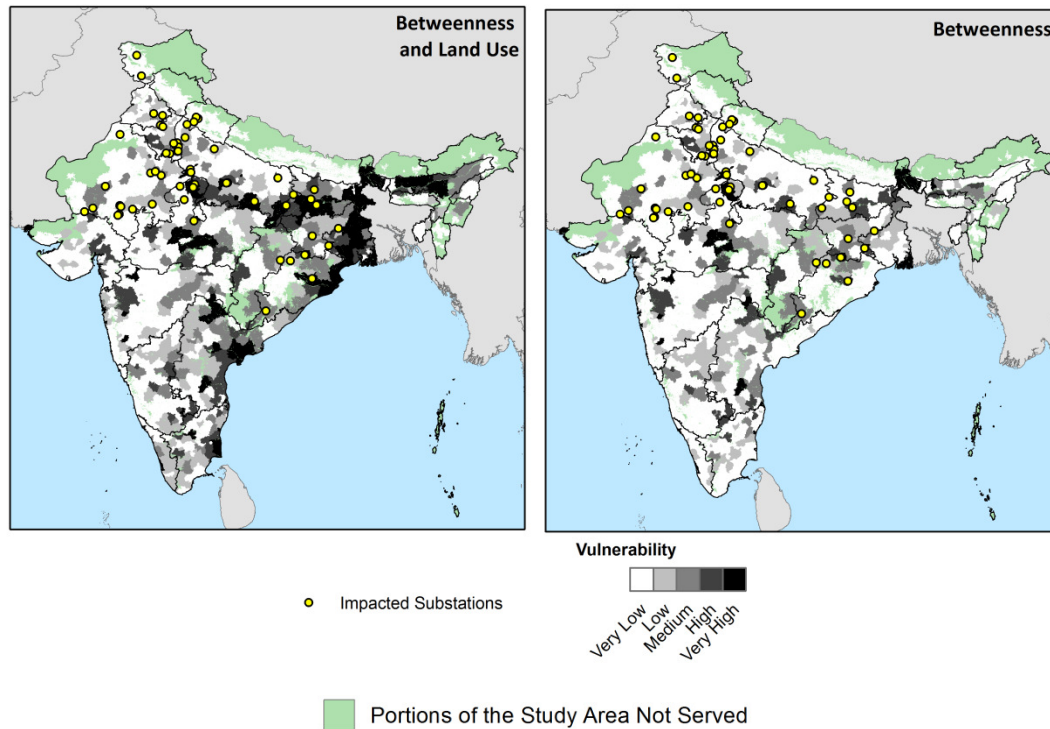 Betweenness
and Land Use
Betweenness
Vulnerability
Very Low
Low
Medium
High
Very High
Impacted Substations
Portions of the Study Area Not Served